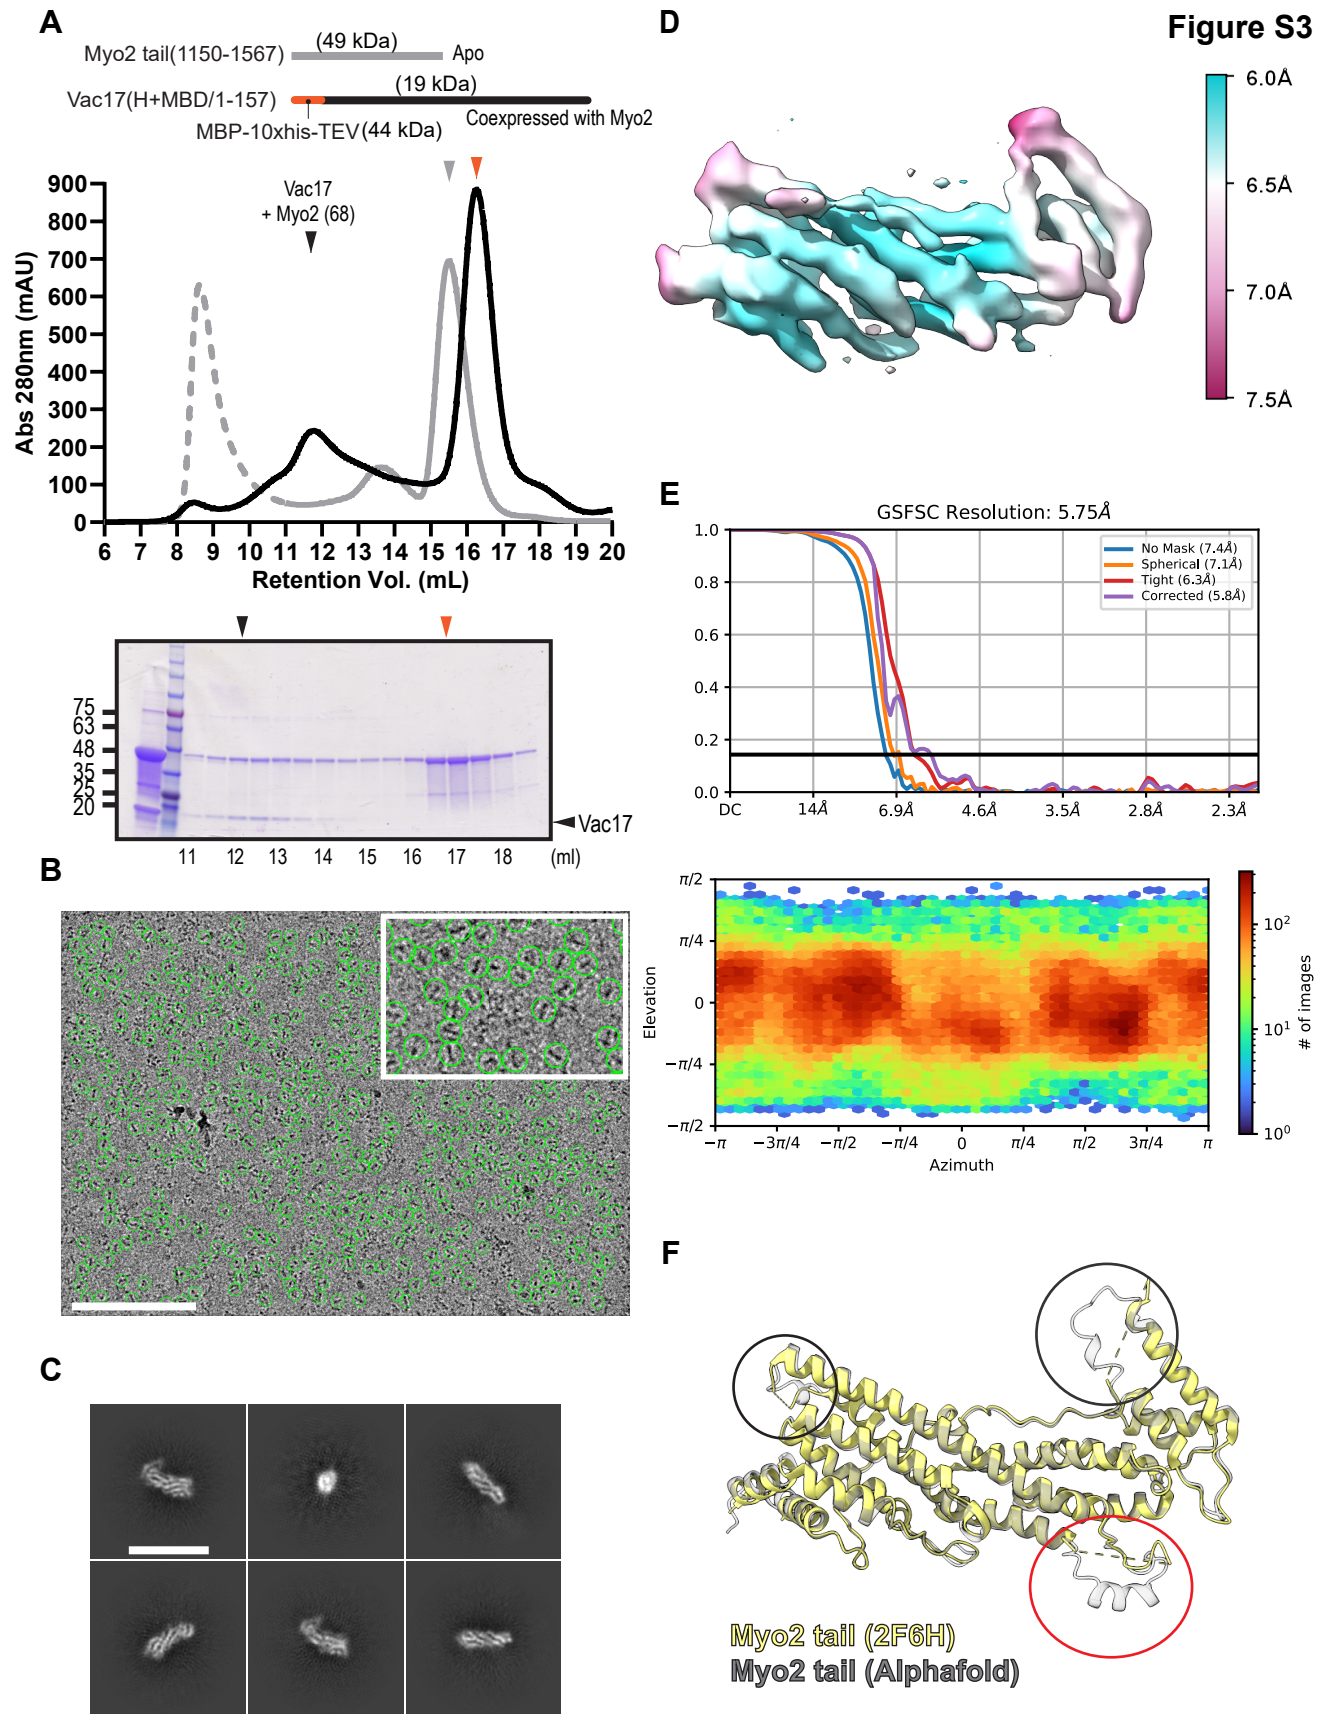 Figure S3
A
Myo2 tail(1150-1567)
(49 kDa)
Apo
Vac17(H+MBD/1-157)
(19 kDa)
Coexpressed with Myo2
MBP-10xhis-TEV(44 kDa)
Vac17
+ Myo2 (68)
Abs 280nm (mAU)
900
800
700
600
500
400
300
200
100
0
6 7 8 9 10 11 12 13 14 15 16 17 18 19 20
Retention Vol. (mL)
75
63
48
35
25
20
Vac17
11 12 13 14 15 16 17 18 (ml)
B
C
D
6.0Å
6.5Å
7.0Å
7.5Å
E
GSFSC Resolution: 5.75Å
1.0
0.8
0.6
0.4
0.2
0.0
No Mask (7.4Å)
Spherical (7.1Å)
Tight (6.3Å)
Corrected (5.8Å)
DC 14Å 6.9Å 4.6Å 3.5Å 2.8Å 2.3Å
Elevation
π/2
π/4
0
−π/4
−π/2
−π −3π/4 −π/2 −π/4 0 π/4 π/2 3π/4 π
Azimuth
10²
10¹
10⁰
# of images
F
Myo2 tail (2F6H)
Myo2 tail (Alphafold)